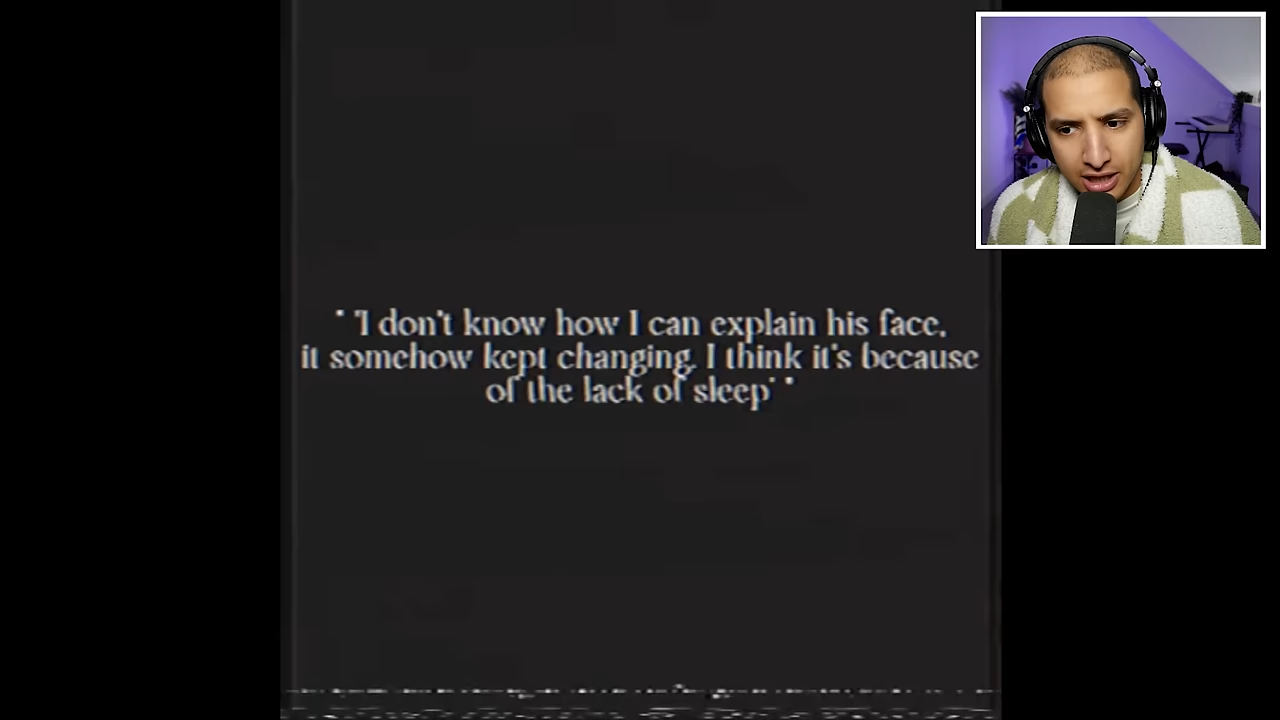 " 'I don't know how I can explain his face,
it somehow kept changing. I think it's because
of the lack of sleep' "